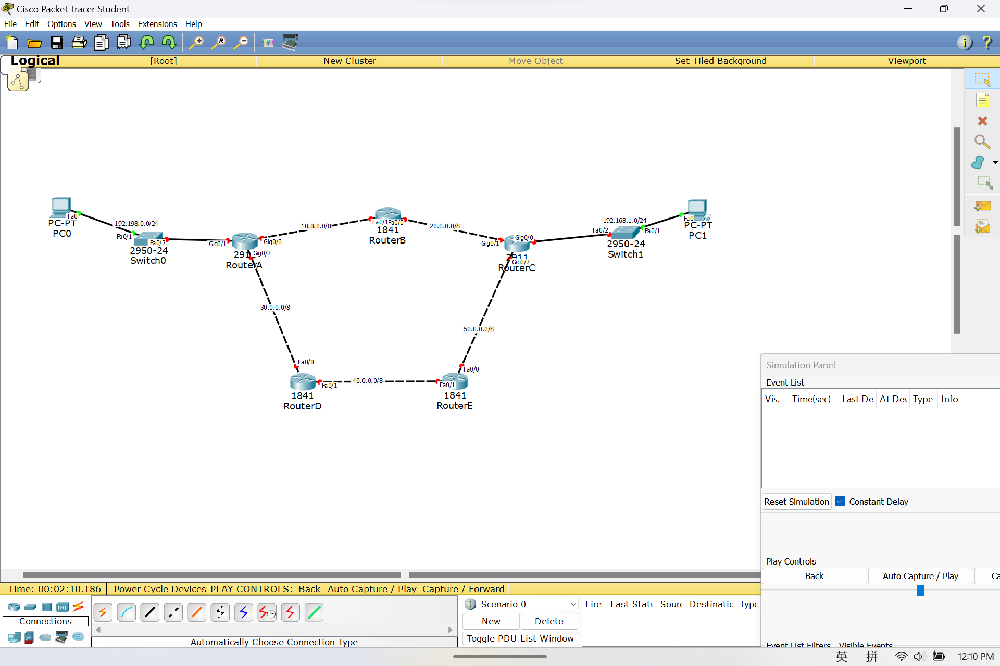 Cisco Packet Tracer Student
File Edit Options View Tools Extensions Help
Logical [Root] New Cluster Move Object Set Tiled Background Viewport
Fa0
PC-PT
PC0
192.198.0.0/24
Fa0/1
Fa0/2
2950-24
Switch0
Gig0/1
Gig0/0
Gig0/2
RouterA
10.0.0.0/8
Fa0/1
Fa0/0
1841
RouterB
20.0.0.0/8
Gig0/1
Gig0/0
2911
Gig0/2
RouterC
192.168.1.0/24
Fa0/2
Fa0/1
2950-24
Switch1
Fa0
PC-PT
PC1
30.0.0.0/8
50.0.0.0/8
Fa0/0
Fa0/1
1841
RouterD
40.0.0.0/8
Fa0/0
Fa0/1
1841
RouterE
Simulation Panel
Event List
Vis. Time(sec) Last De At Dev Type Info
Reset Simulation Constant Delay
Play Controls
Back Auto Capture / Play Ca
Event List Filters - Visible Events
Time: 00:02:10.186 Power Cycle Devices PLAY CONTROLS: Back Auto Capture / Play Capture / Forward
Connections
Automatically Choose Connection Type
Scenario 0
New Delete
Toggle PDU List Window
Fire Last Statu Sourc Destinatio Type
英 拼 12:10 PM